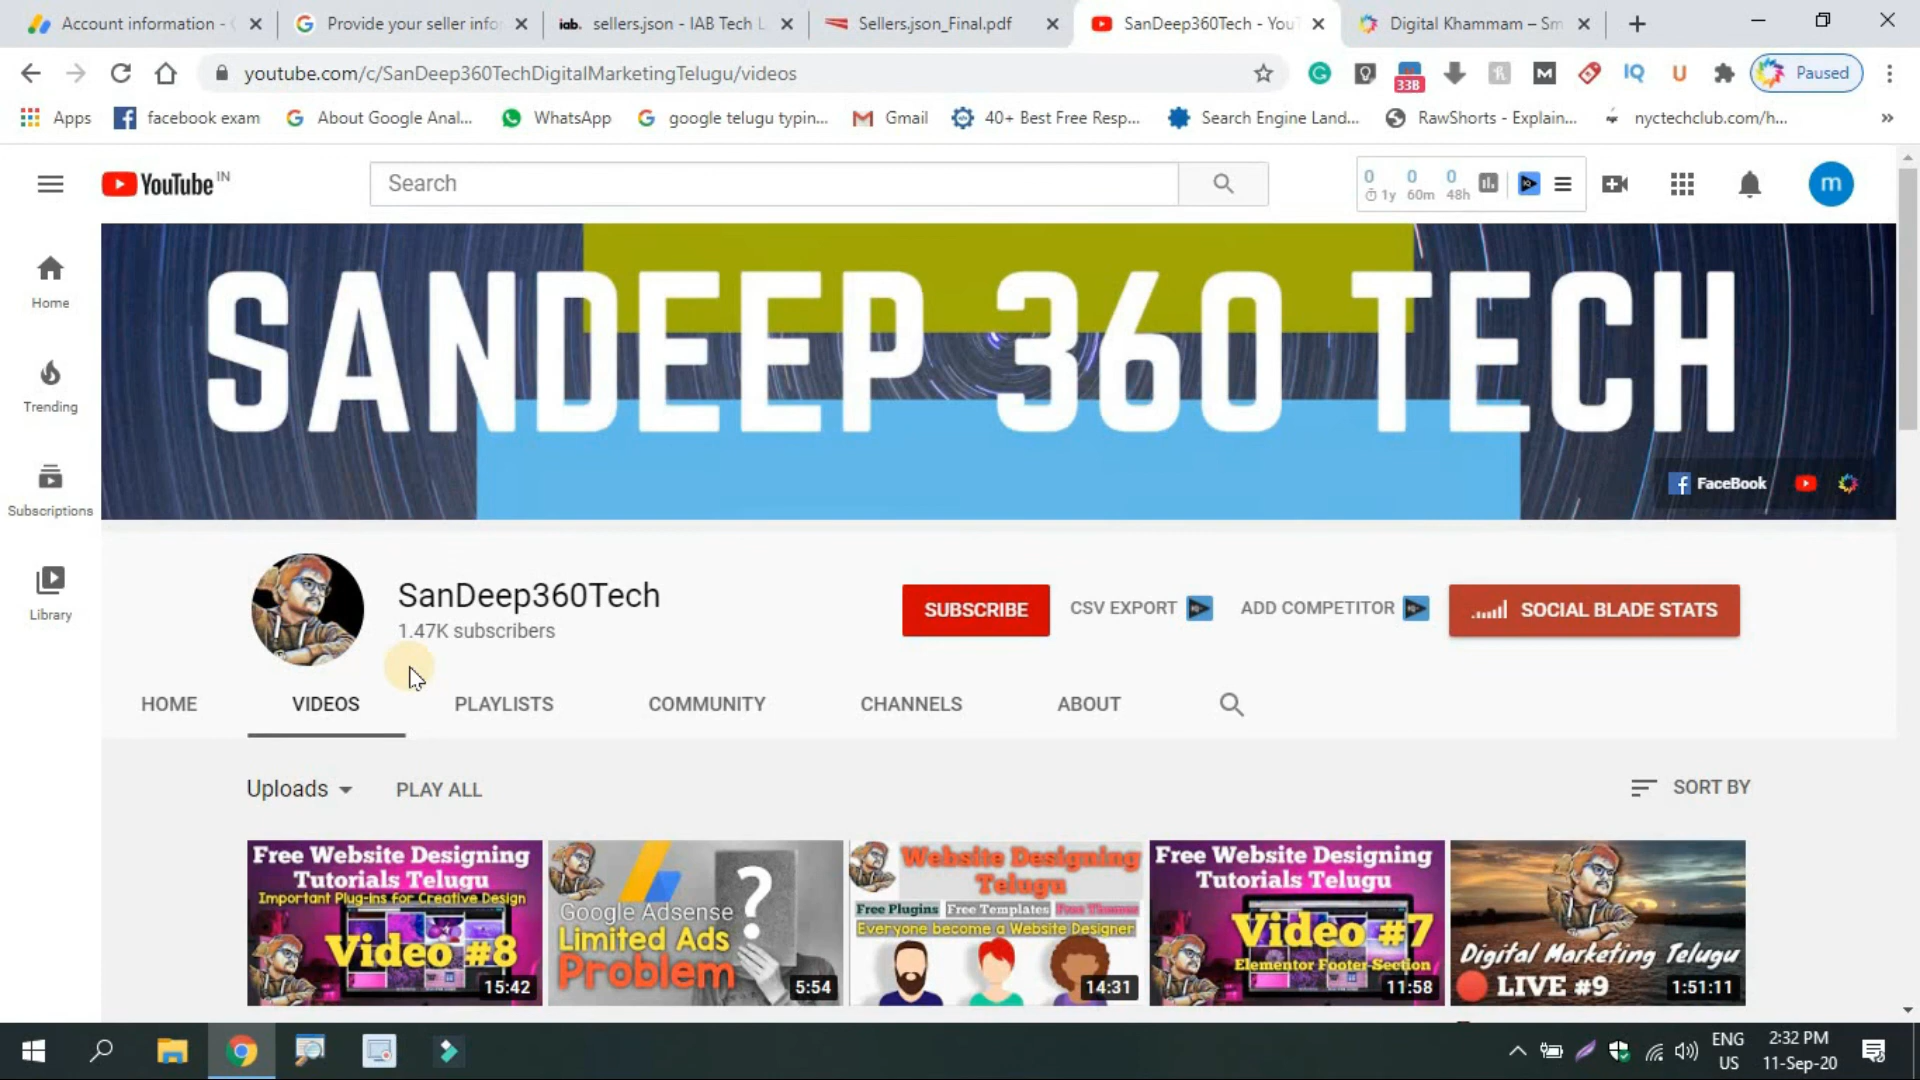 Account information -
Provide your seller info
iab. sellers.json - IAB Tech L
Sellers.json_Final.pdf
SanDeep360Tech - You
Digital Khammam – Sm
youtube.com/c/SanDeep360TechDigitalMarketingTelugu/videos
33B
IQ
Paused
Apps
facebook exam
About Google Anal...
WhatsApp
google telugu typin...
Gmail
40+ Best Free Resp...
Search Engine Land...
RawShorts - Explain...
nyctechclub.com/h...
YouTube IN
Search
0 0 0
1y 60m 48h
m
SANDEEP 360 TECH
Home
Trending
Subscriptions
Library
FaceBook
SanDeep360Tech
1.47K subscribers
SUBSCRIBE
CSV EXPORT
ADD COMPETITOR
SOCIAL BLADE STATS
HOME
VIDEOS
PLAYLISTS
COMMUNITY
CHANNELS
ABOUT
Uploads
PLAY ALL
SORT BY
Free Website Designing
Tutorials Telugu
Important Plug-Ins for Creative Design
Video #8
15:42
?
Google Adsense
Limited Ads
Problem
5:54
Website Designing
Telugu
Free Plugins Free Templates Free Themes
Everyone become a Website Designer
14:31
Free Website Designing
Tutorials Telugu
Video #7
Elementor Footer Section
11:58
Digital Marketing Telugu
LIVE #9
1:51:11
ENG
US
2:32 PM
11-Sep-20